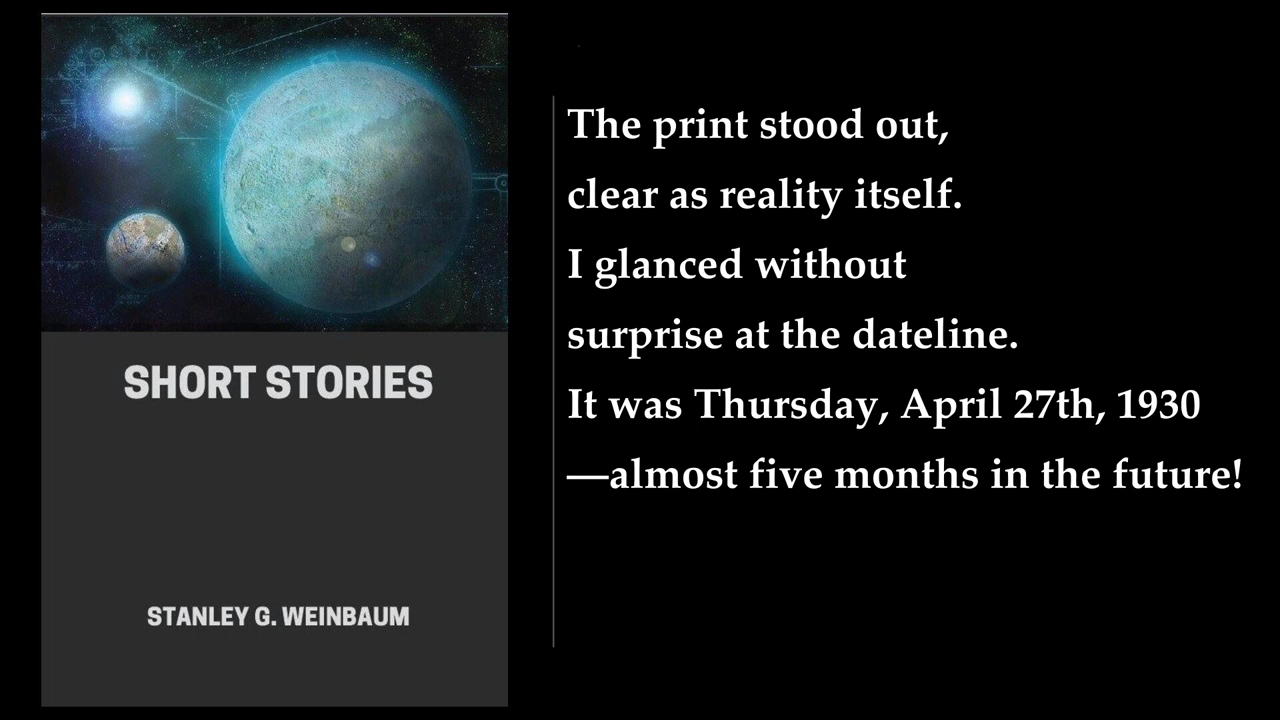 SHORT STORIES
STANLEY G. WEINBAUM
The print stood out,
clear as reality itself.
I glanced without
surprise at the dateline.
It was Thursday, April 27th, 1930
—almost five months in the future!